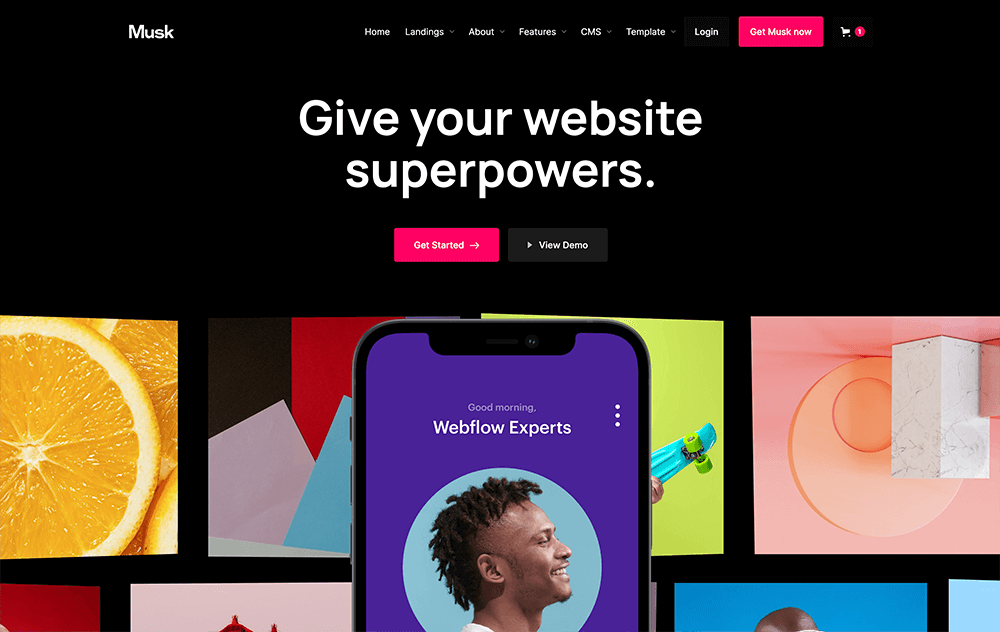 Musk
Home Landings About Features CMS Template Login Get Musk now 1
Give your website
superpowers.
Get Started View Demo
Good morning,
Webflow Experts